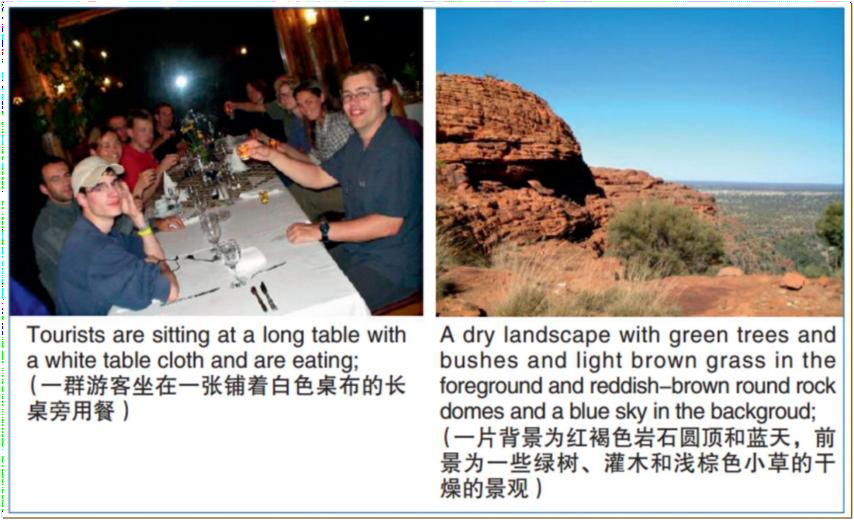 Tourists are sitting at a long table with
a white table cloth and are eating;
(一群游客坐在一张铺着白色桌布的长
桌旁用餐)
A dry landscape with green trees and
bushes and light brown grass in the
foreground and reddish-brown round rock
domes and a blue sky in the backgroud;
(一片背景为红褐色岩石圆顶和蓝天，前
景为一些绿树、灌木和浅棕色小草的干
燥的景观)